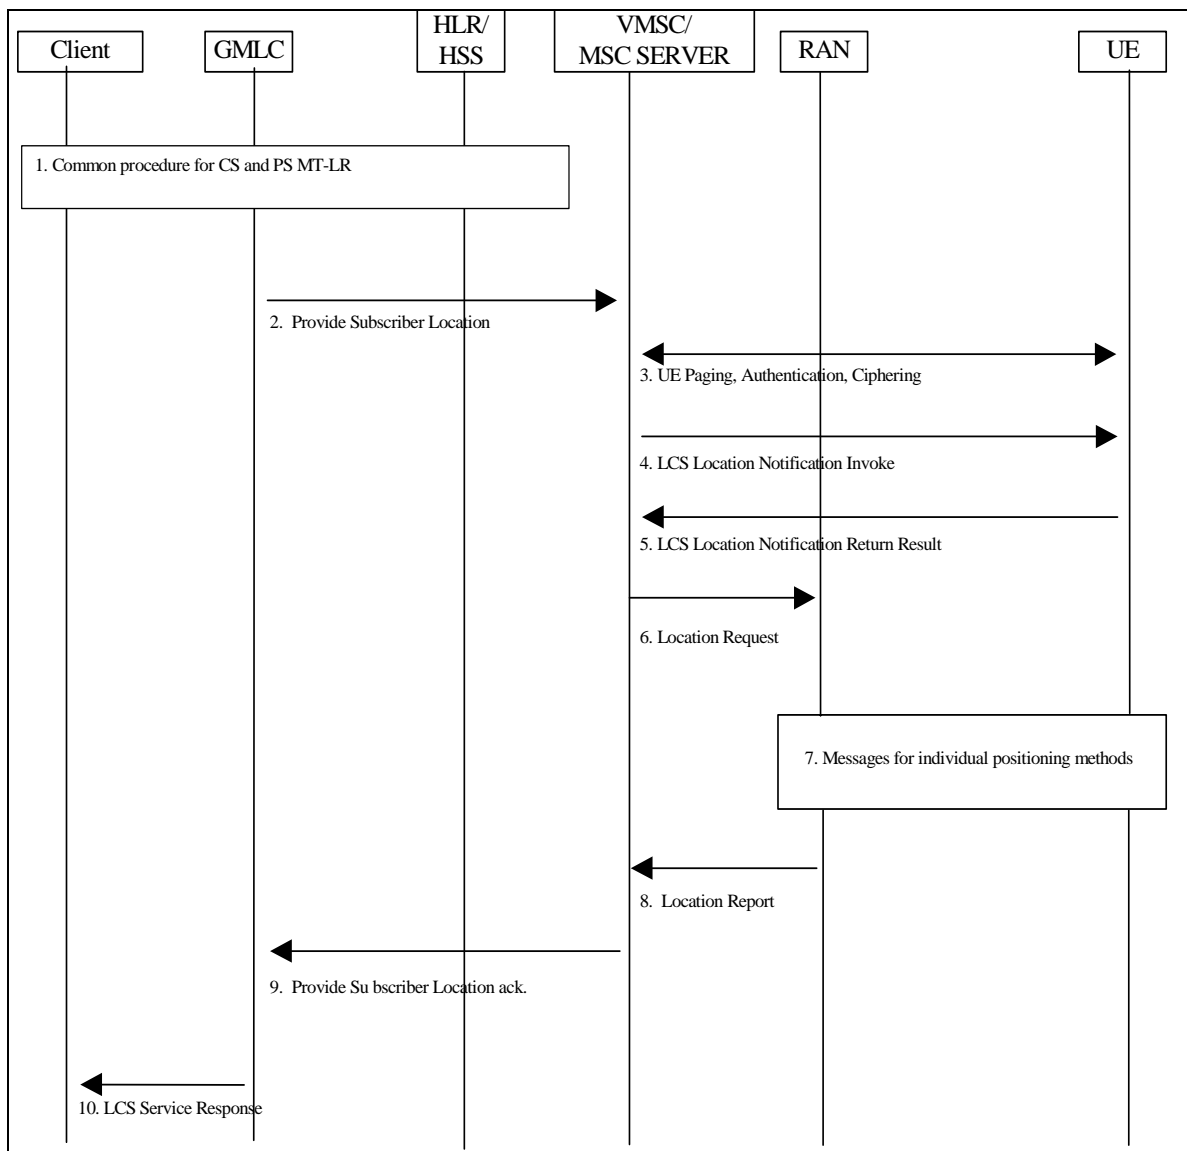 Client
GMLC
HLR/
HSS
VMSC/
MSC SERVER
RAN
UE
1. Common procedure for CS and PS MT-LR
2. Provide Subscriber Location
3. UE Paging, Authentication, Ciphering
4. LCS Location Notification Invoke
5. LCS Location Notification Return Result
6. Location Request
7. Messages for individual positioning methods
8. Location Report
9. Provide Su bscriber Location ack.
10. LCS Service Response